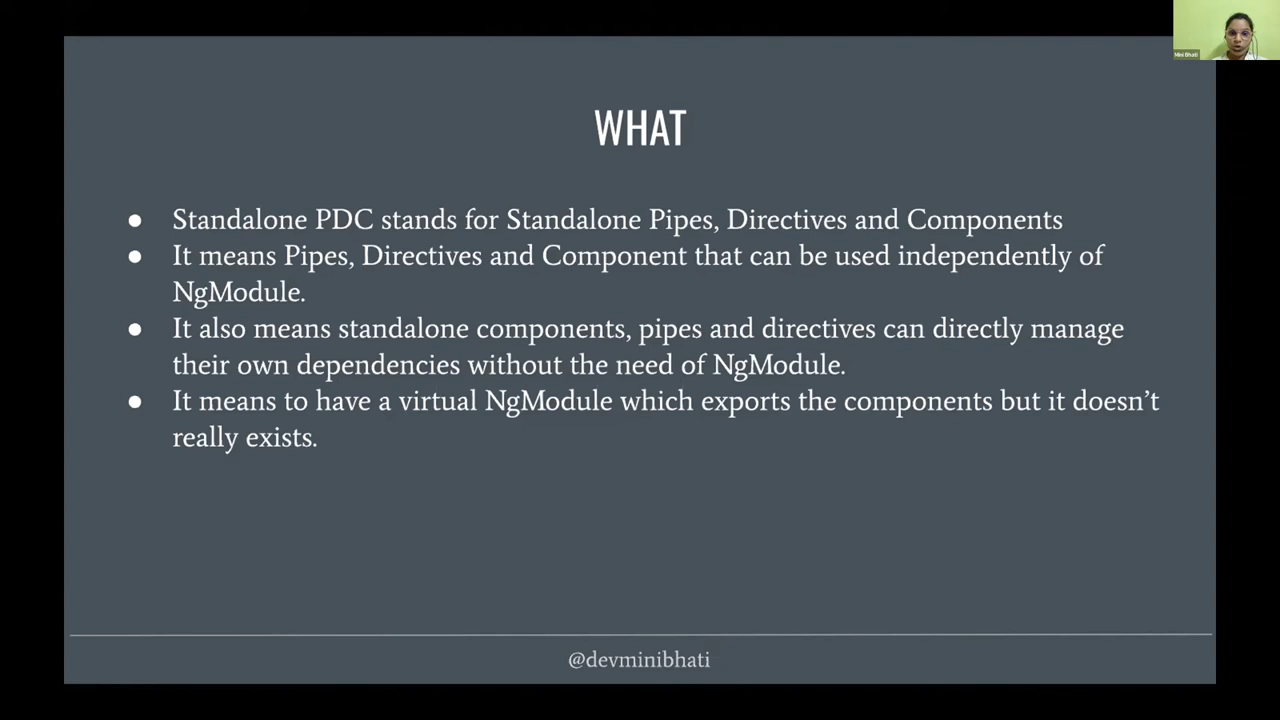 Mini Bhati
WHAT
● Standalone PDC stands for Standalone Pipes, Directives and Components
● It means Pipes, Directives and Component that can be used independently of
NgModule.
● It also means standalone components, pipes and directives can directly manage
their own dependencies without the need of NgModule.
● It means to have a virtual NgModule which exports the components but it doesn’t
really exists.
@devminibhati